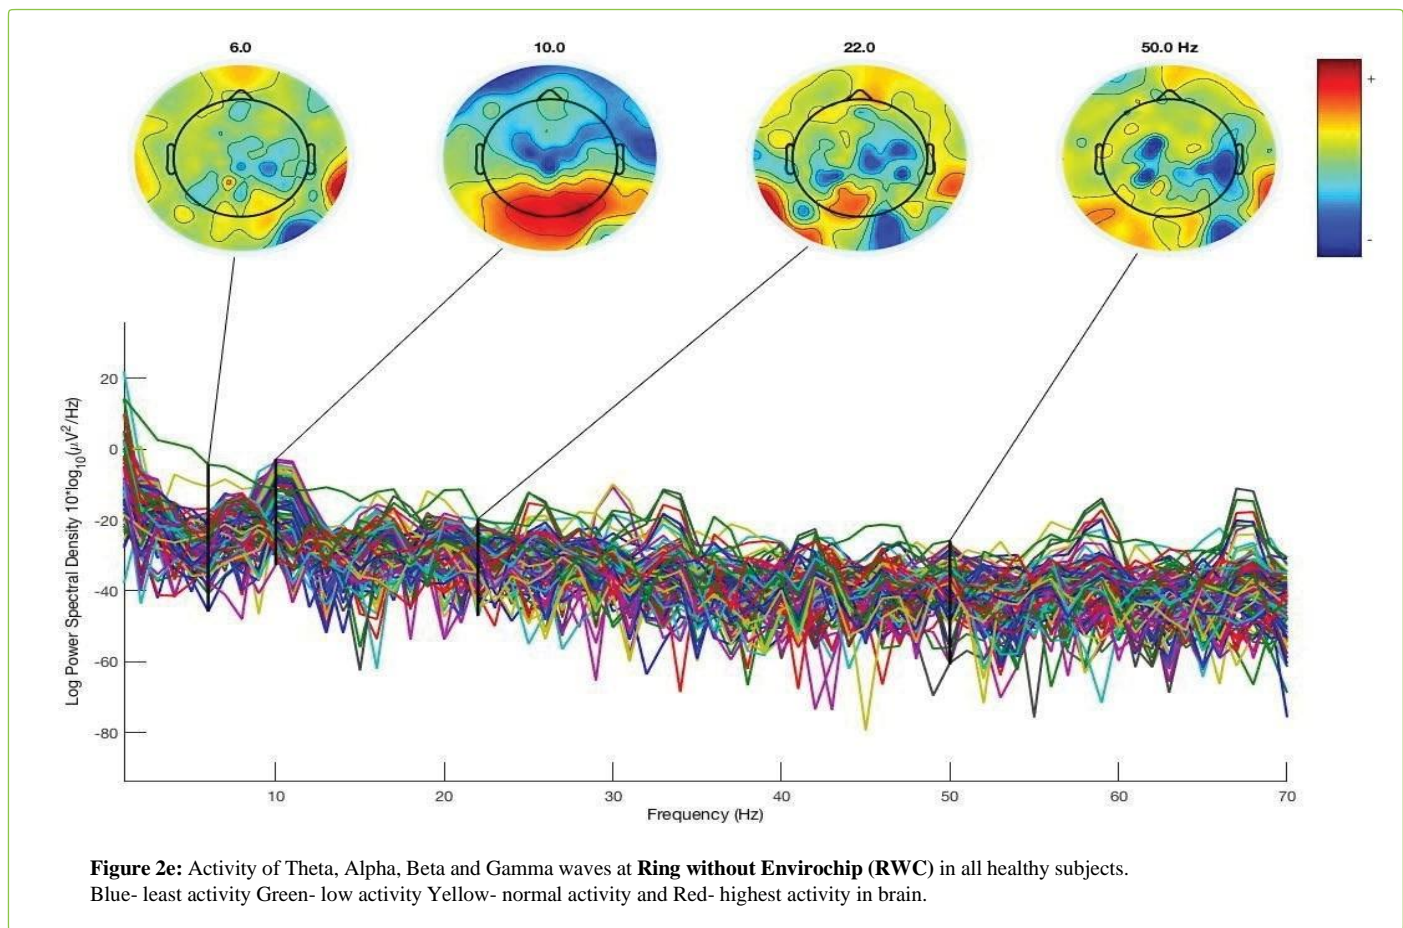 6.0 10.0 22.0 50.0 Hz
+
-
20
0
-20
-40
-60
-80
Log Power Spectral Density 10*log10(μV2/Hz)
10 20 30 40 50 60 70
Frequency (Hz)
Figure 2e: Activity of Theta, Alpha, Beta and Gamma waves at Ring without Envirochip (RWC) in all healthy subjects.
Blue- least activity Green- low activity Yellow- normal activity and Red- highest activity in brain.